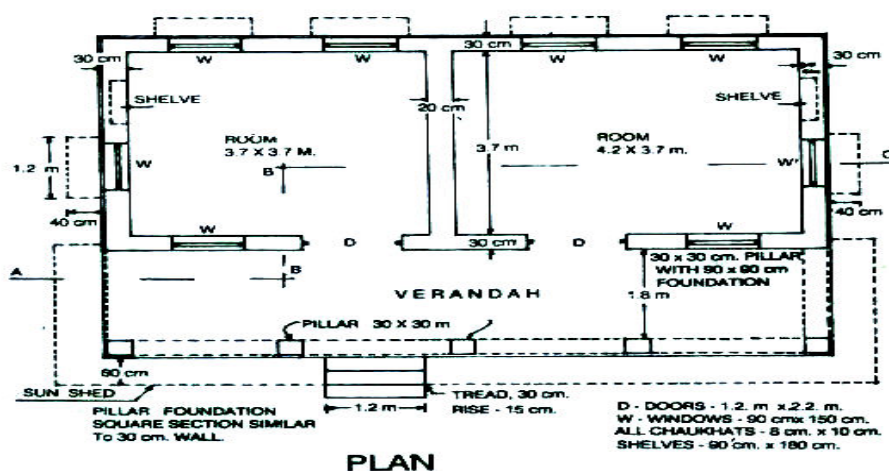 30 cm
30 cm
30 cm
W
W
W
W
SHELVE
20 cm
SHELVE
ROOM
3.7 X 3.7 M.
ROOM
4.2 X 3.7 m.
3.7 m
1.2 m
W
B
W
C
40 cm
40 cm
W
D
30 cm
D
W
30 x 30 cm. PILLAR
WITH 90 x 90 cm
FOUNDATION
A
B
VERANDAH
1.8 m
PILLAR 30 X 30 m
60 cm
SUN SHED
TREAD, 30 cm.
RISE - 15 cm.
1.2 m
PILLAR FOUNDATION
SQUARE SECTION SIMILAR
To 30 cm. WALL.
D - DOORS - 1.2. m x 2.2. m.
W - WINDOWS - 90 cm x 150 cm.
ALL CHAUKHATS - 8 cm. x 10 cm.
SHELVES - 90 cm. x 180 cm.
PLAN